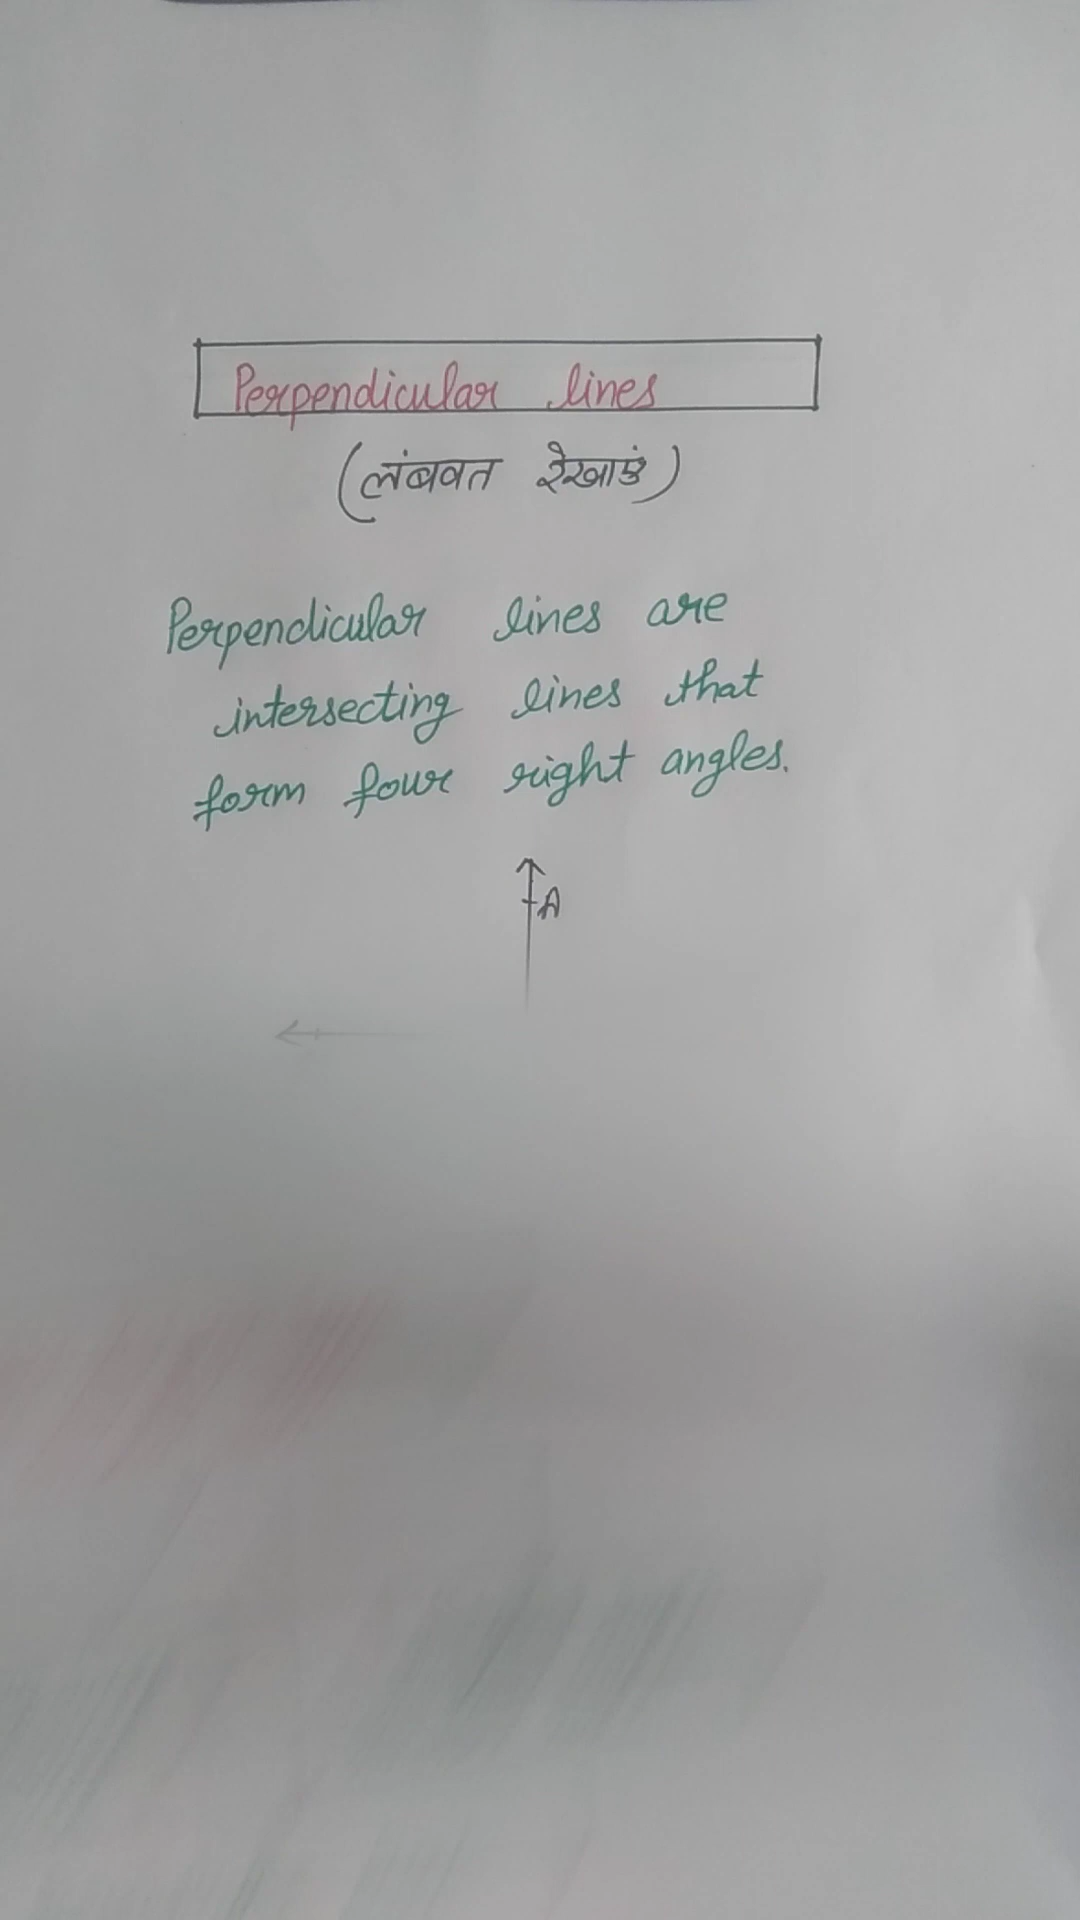 Perpendicular lines
(लंबवत रेखाएं)
Perpendicular lines are
intersecting lines that
form four right angles.
A